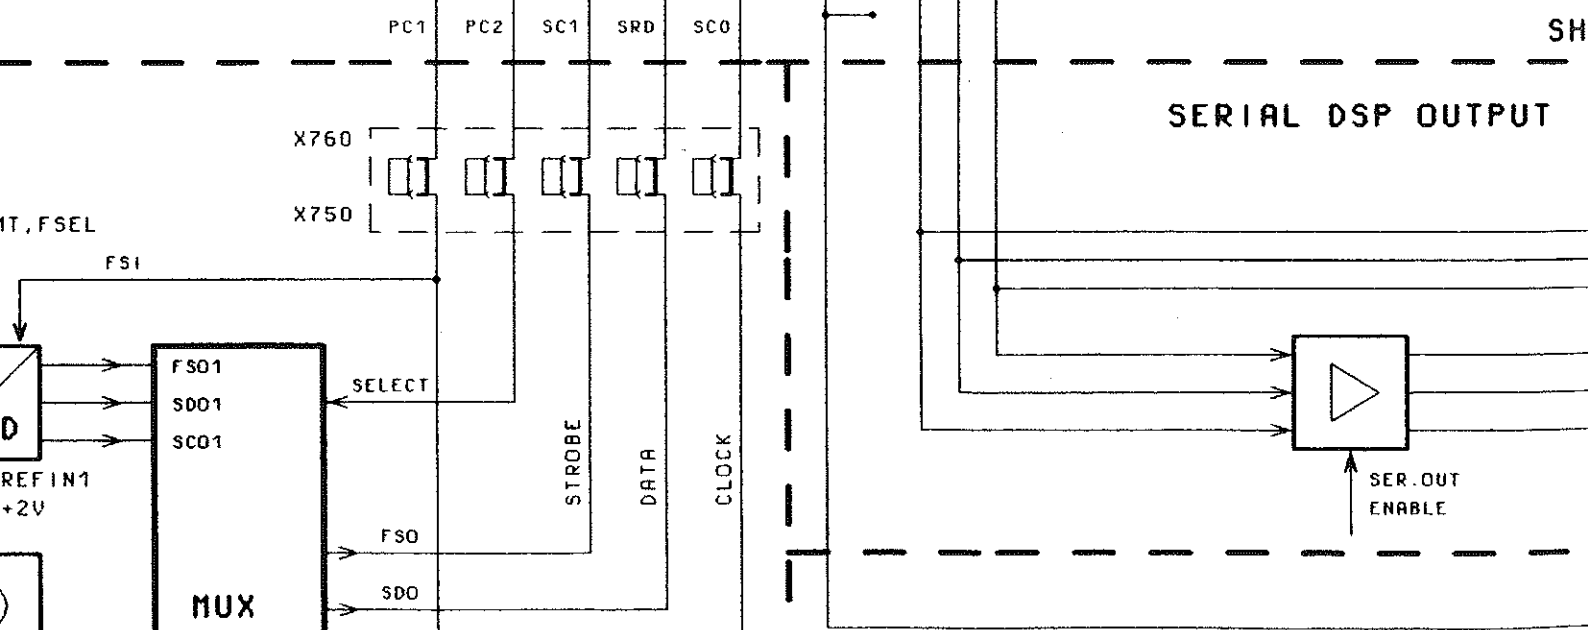 PC1 PC2 SC1 SRD SC0
SH
SERIAL DSP OUTPUT
X760
X750
MT,FSEL
FSI
FSO1
SDO1
SCO1
SELECT
D
REFIN1
+2V
STROBE
DATA
CLOCK
SER.OUT
ENABLE
FSO
SDO
MUX